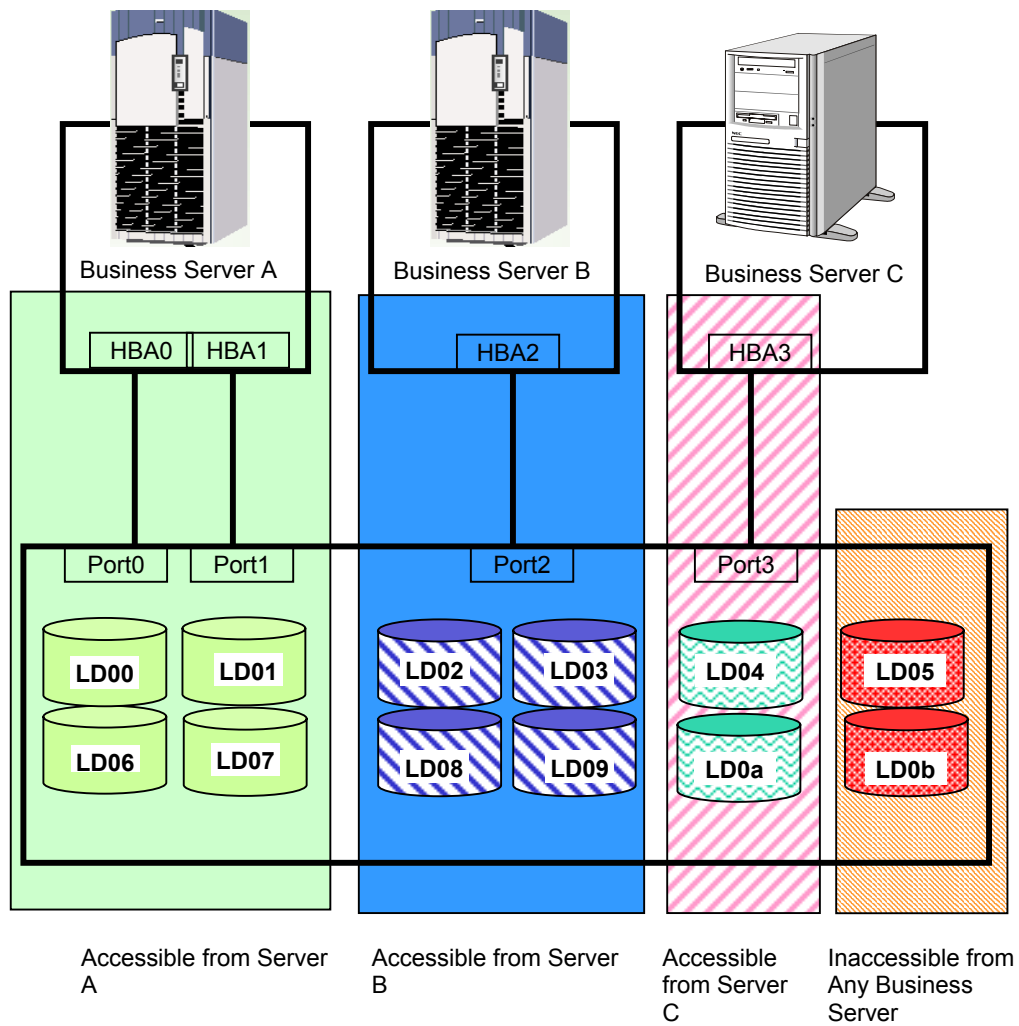 Business Server A
Business Server B
NEC
Business Server C
HBA0
HBA1
HBA2
HBA3
Port0
Port1
Port2
Port3
LD00
LD01
LD02
LD03
LD04
LD05
LD06
LD07
LD08
LD09
LD0a
LD0b
Accessible from Server
A
Accessible from Server
B
Accessible
from Server
C
Inaccessible from
Any Business
Server